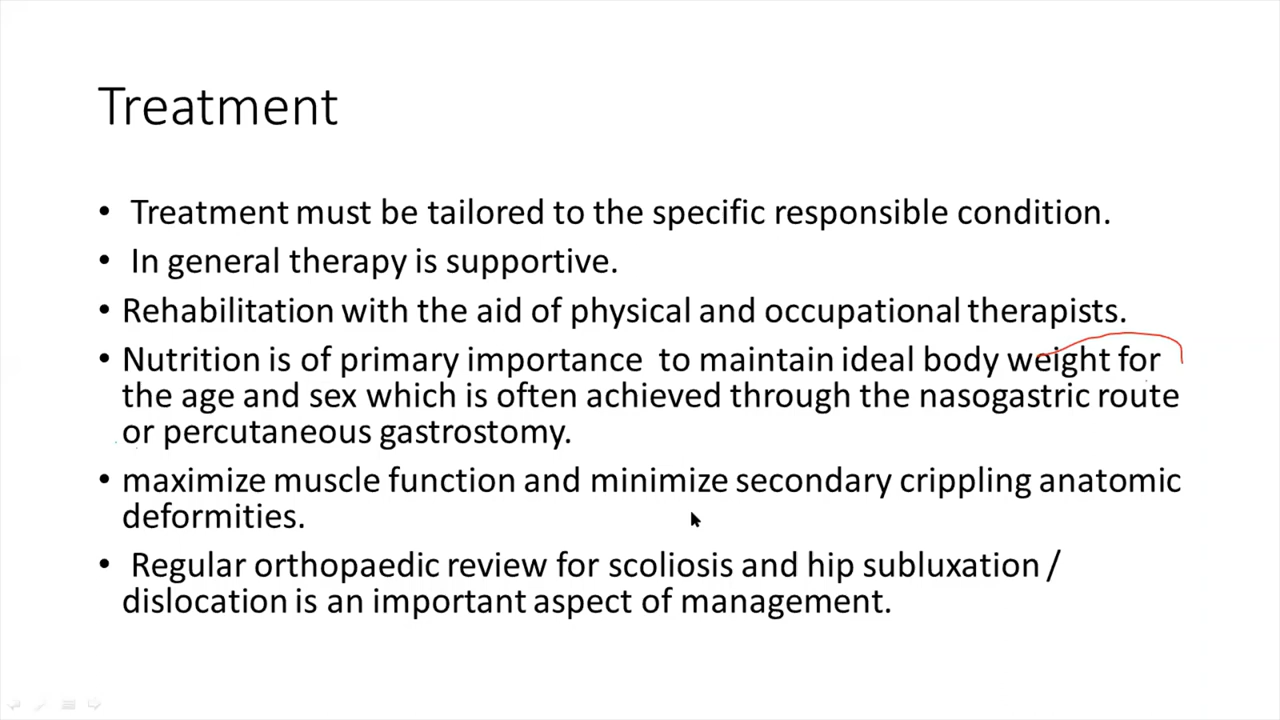 Treatment
• Treatment must be tailored to the specific responsible condition.
• In general therapy is supportive.
• Rehabilitation with the aid of physical and occupational therapists.
• Nutrition is of primary importance to maintain ideal body weight for
the age and sex which is often achieved through the nasogastric route
or percutaneous gastrostomy.
• maximize muscle function and minimize secondary crippling anatomic
deformities.
• Regular orthopaedic review for scoliosis and hip subluxation /
dislocation is an important aspect of management.